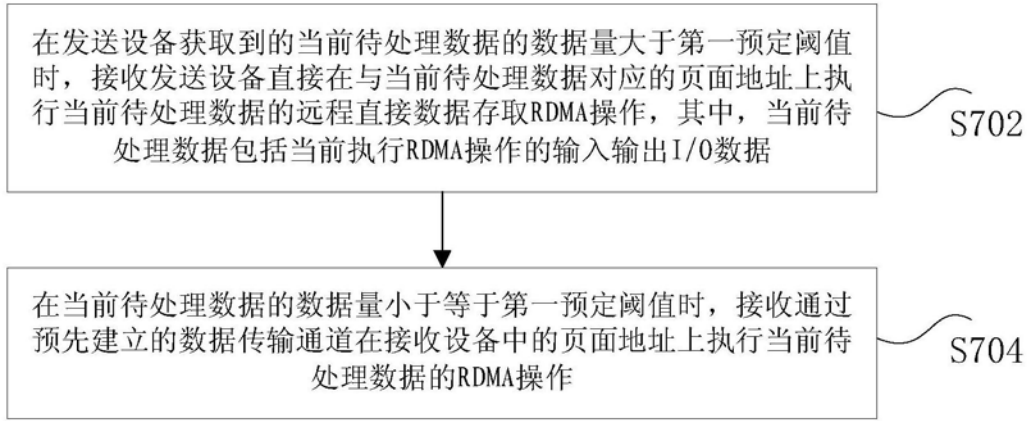 在发送设备获取到的当前待处理数据的数据量大于第一预定阈值
时，接收发送设备直接在与当前待处理数据对应的页面地址上执
行当前待处理数据的远程直接数据存取RDMA操作，其中，当前待
处理数据包括当前执行RDMA操作的输入输出I/O数据
S702
在当前待处理数据的数据量小于等于第一预定阈值时，接收通过
预先建立的数据传输通道在接收设备中的页面地址上执行当前待
处理数据的RDMA操作
S704